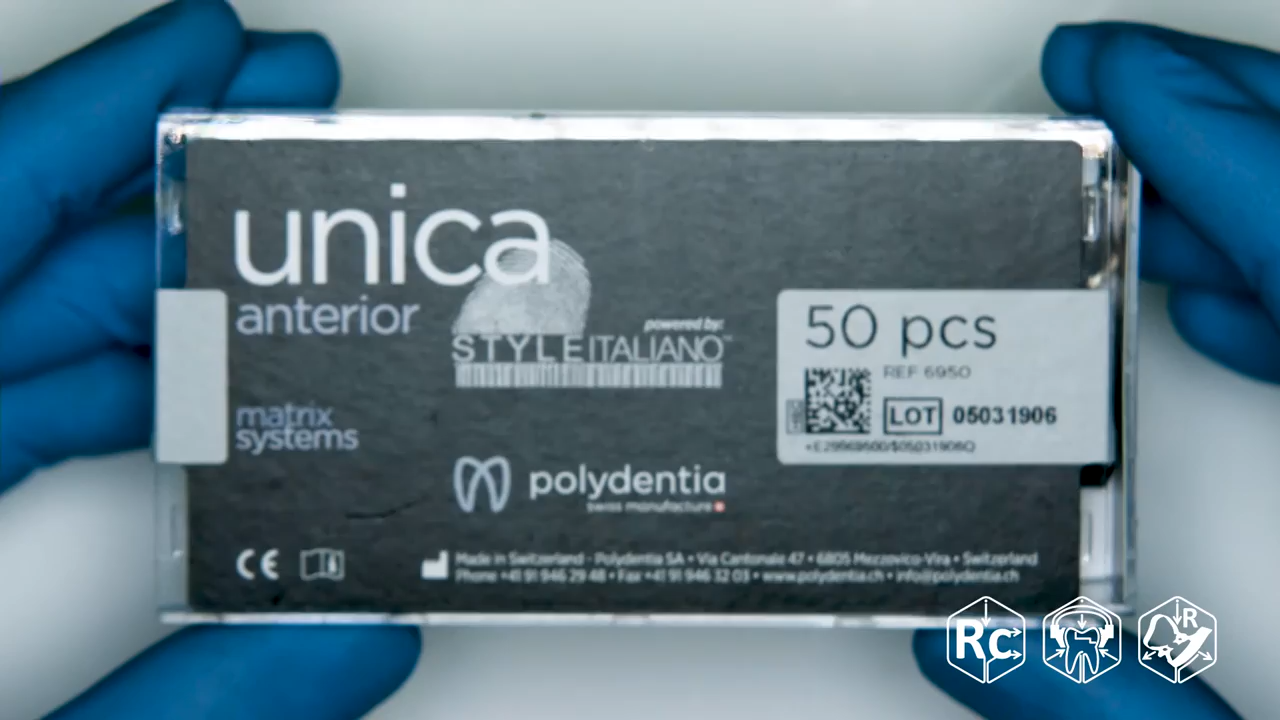 unica
anterior
powered by:
STYLEITALIANO™
matrix
systems
polydentia
swiss manufacture
50 pcs
REF 6950
LOT 05031906
Made in Switzerland · Polydentia SA • Via Cantonale 47 • 6805 Mezzovico-Vira • Switzerland
Phone +41 91 946 29 48 • Fax +41 91 946 32 03 • www.polydentia.ch • info@polydentia.ch
CE
Rc
R